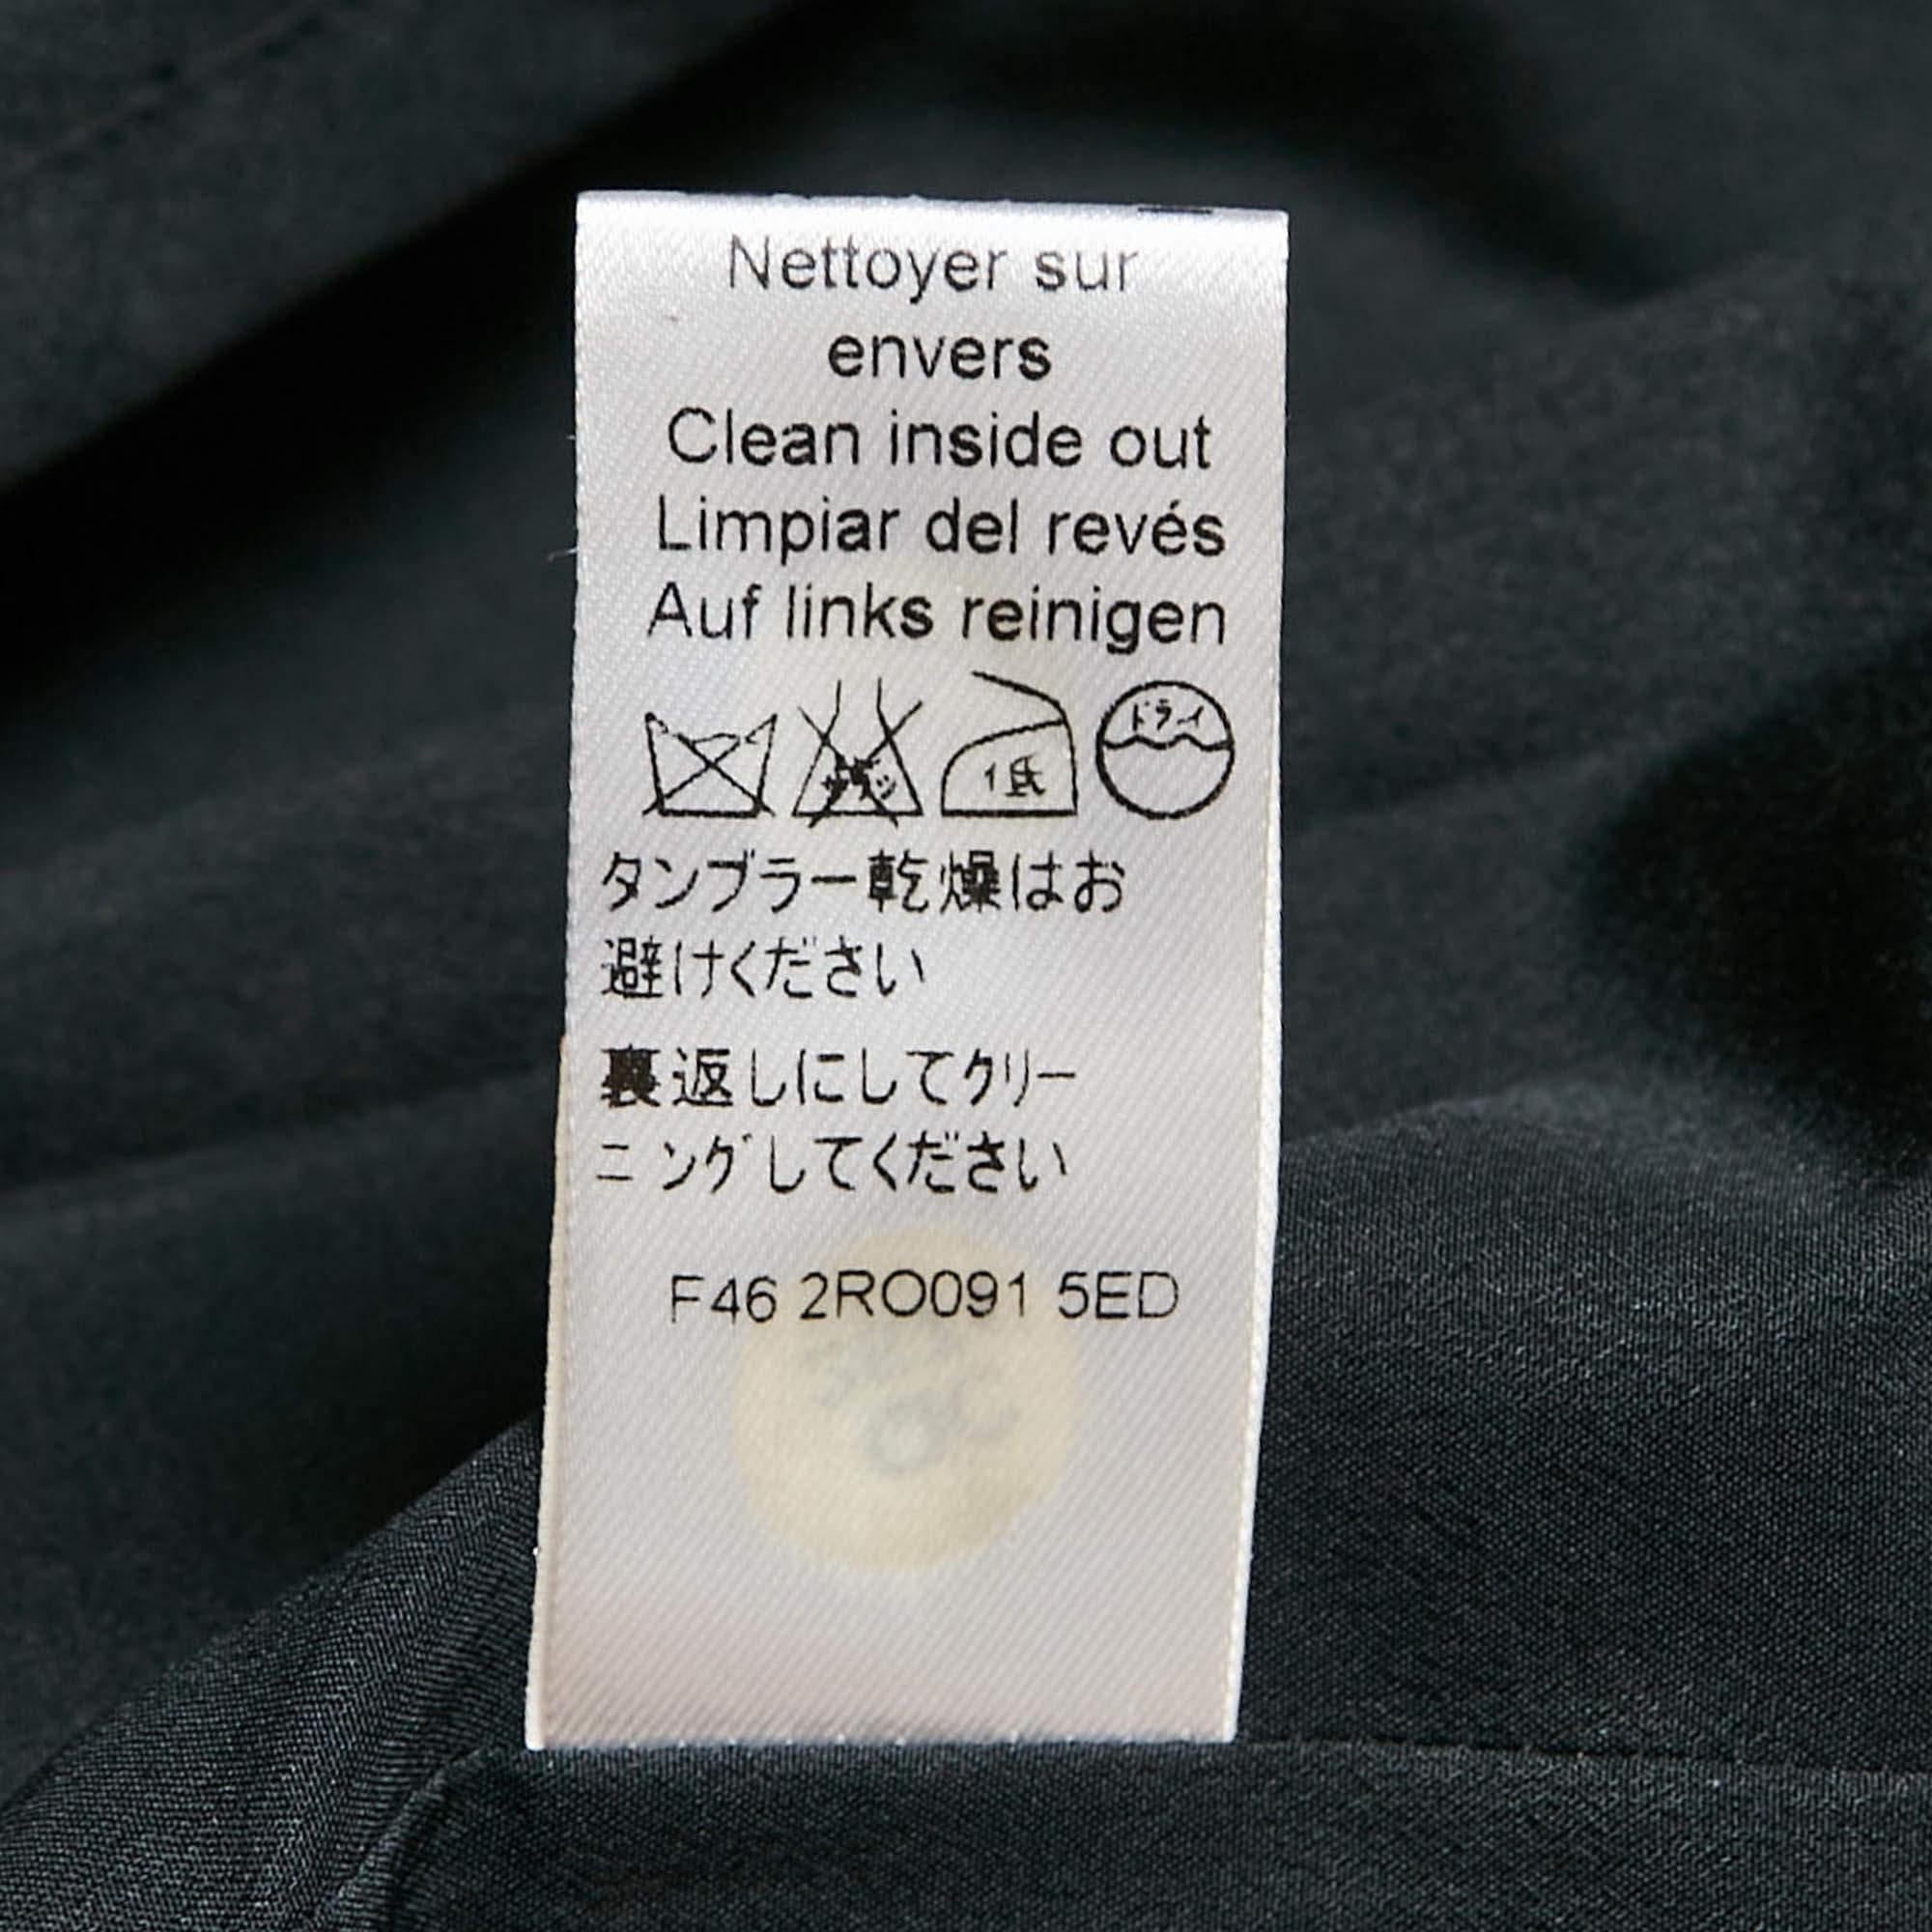 Nettoyer sur
envers
Clean inside out
Limpiar del revés
Auf links reinigen
低 ドライ
タンブラー乾燥はお
避けください
裏返しにしてクリー
ニングしてください
F46 2RO091 5ED